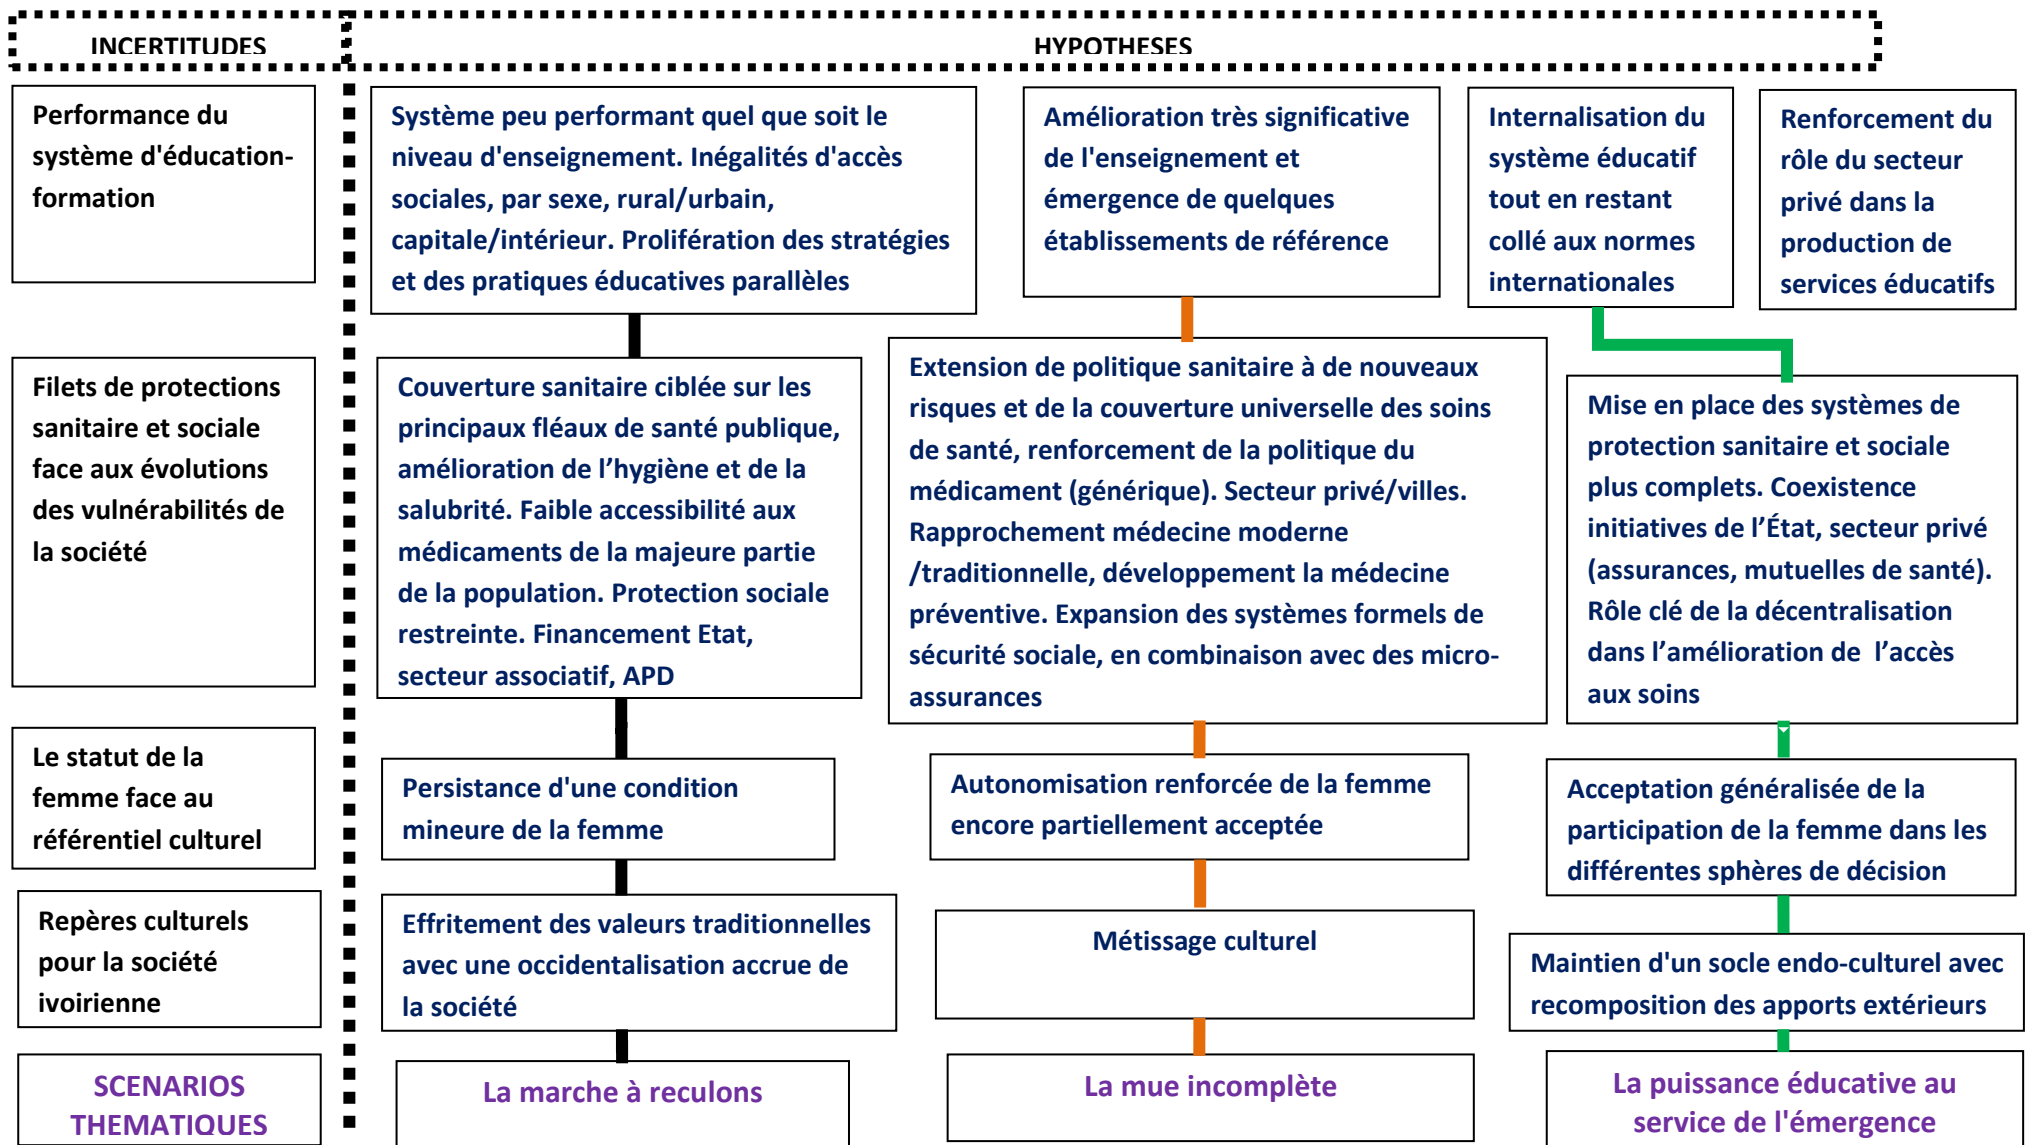 INCERTITUDES
HYPOTHESES
Performance du
système d'éducation-
formation
Système peu performant quel que soit le
niveau d'enseignement. Inégalités d'accès
sociales, par sexe, rural/urbain,
capitale/intérieur. Prolifération des stratégies
et des pratiques éducatives parallèles
Amélioration très significative
de l'enseignement et
émergence de quelques
établissements de référence
Internalisation du
système éducatif
tout en restant
collé aux normes
internationales
Renforcement du
rôle du secteur
privé dans la
production de
services éducatifs
Filets de protections
sanitaire et sociale
face aux évolutions
des vulnérabilités de
la société
Couverture sanitaire ciblée sur les
principaux fléaux de santé publique,
amélioration de l’hygiène et de la
salubrité. Faible accessibilité aux
médicaments de la majeure partie
de la population. Protection sociale
restreinte. Financement Etat,
secteur associatif, APD
Extension de politique sanitaire à de nouveaux
risques et de la couverture universelle des soins
de santé, renforcement de la politique du
médicament (générique). Secteur privé/villes.
Rapprochement médecine moderne
/traditionnelle, développement la médecine
préventive. Expansion des systèmes formels de
sécurité sociale, en combinaison avec des micro-
assurances
Mise en place des systèmes de
protection sanitaire et sociale
plus complets. Coexistence
initiatives de l’État, secteur privé
(assurances, mutuelles de santé).
Rôle clé de la décentralisation
dans l’amélioration de l’accès
aux soins
Le statut de la
femme face au
référentiel culturel
Persistance d'une condition
mineure de la femme
Autonomisation renforcée de la femme
encore partiellement acceptée
Acceptation généralisée de la
participation de la femme dans les
différentes sphères de décision
Repères culturels
pour la société
ivoirienne
Effritement des valeurs traditionnelles
avec une occidentalisation accrue de
la société
Métissage culturel
Maintien d'un socle endo-culturel avec
recomposition des apports extérieurs
SCENARIOS
THEMATIQUES
La marche à reculons
La mue incomplète
La puissance éducative au
service de l'émergence